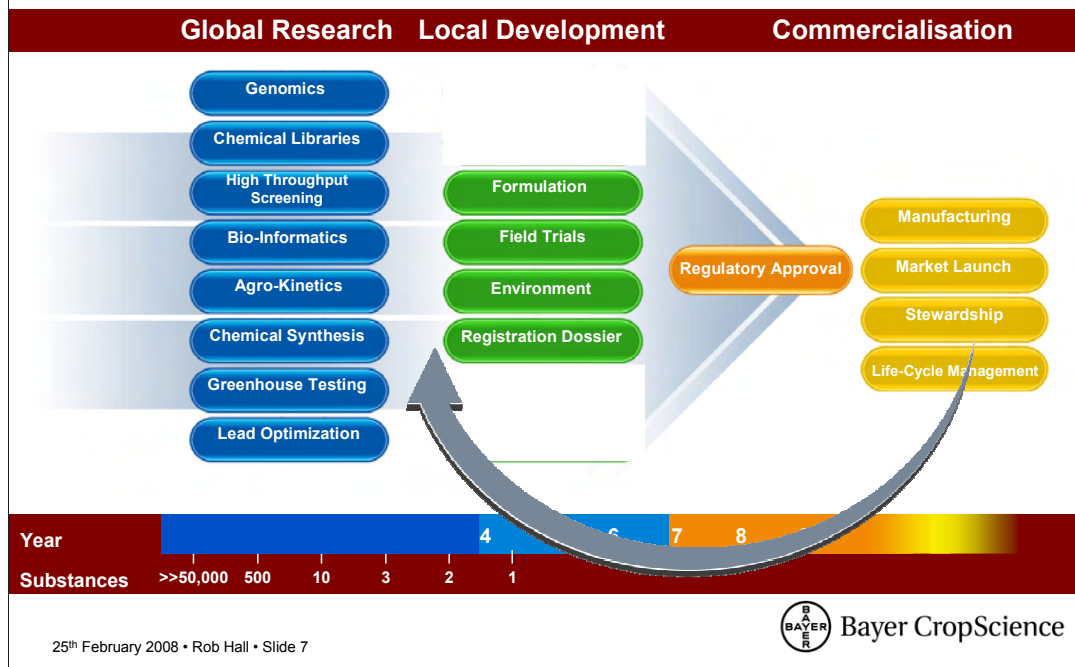 Global Research Local Development Commercialisation
Genomics
Chemical Libraries
High Throughput
Screening
Bio-Informatics
Agro-Kinetics
Chemical Synthesis
Greenhouse Testing
Lead Optimization
Formulation
Field Trials
Environment
Registration Dossier
Regulatory Approval
Manufacturing
Market Launch
Stewardship
Life-Cycle Management
Year 4 6 7 8
Substances >>50,000 500 10 3 2 1
25th February 2008 • Rob Hall • Slide 7
BAYER
BAYER
Bayer CropScience